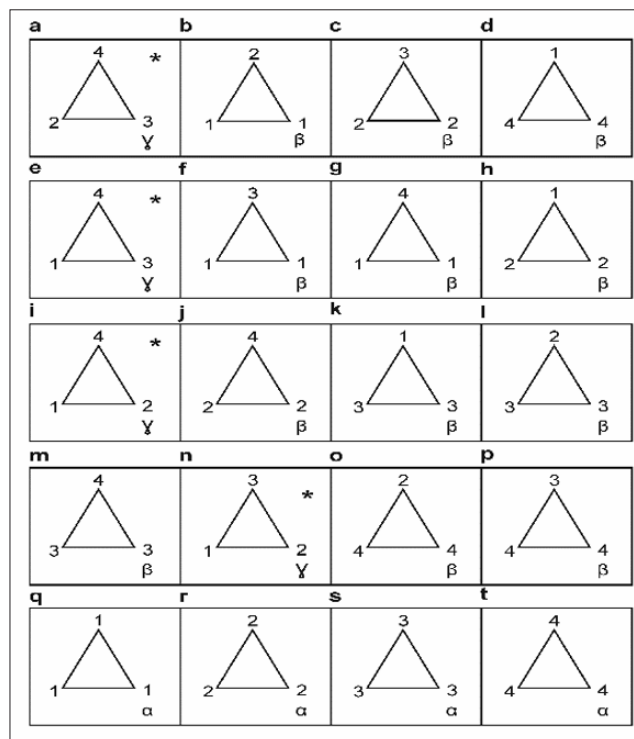 a b c d
4 * 2 3 1
2 3 1 1 2 2 4 4
Ɣ β β β
e f g h
4 * 3 4 1
1 3 1 1 1 1 2 2
Ɣ β β β
i j k l
4 * 4 1 2
1 2 2 2 3 3 3 3
Ɣ β β β
m n o p
4 3 * 2 3
3 3 1 2 4 4 4 4
β Ɣ β β
q r s t
1 2 3 4
1 1 2 2 3 3 4 4
α α α α